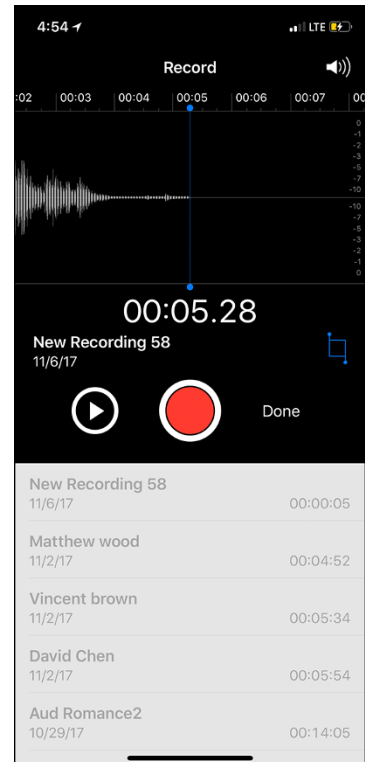 4:54 LTE
Record
:02 00:03 00:04 00:05 00:06 00:07 00
0
-1
-2
-3
-5
-7
-10
-10
-7
-5
-3
-2
-1
0
00:05.28
New Recording 58
11/6/17
Done
New Recording 58
11/6/17 00:00:05
Matthew wood
11/2/17 00:04:52
Vincent brown
11/2/17 00:05:34
David Chen
11/2/17 00:05:54
Aud Romance2
10/29/17 00:14:05